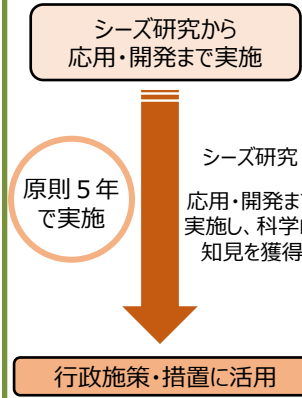 シーズ研究から
応用・開発まで実施
原則5年
で実施
シーズ研究
応用・開発ま
実施し、科学
知見を獲得
行政施策・措置に活用